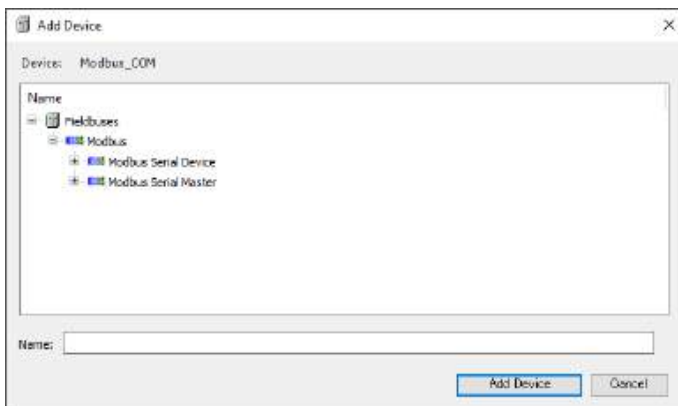 Add Device
Device: Modbus_COM
Name
Fieldbuses
Modbus
Modbus Serial Device
Modbus Serial Master
Name:
Add Device Cancel